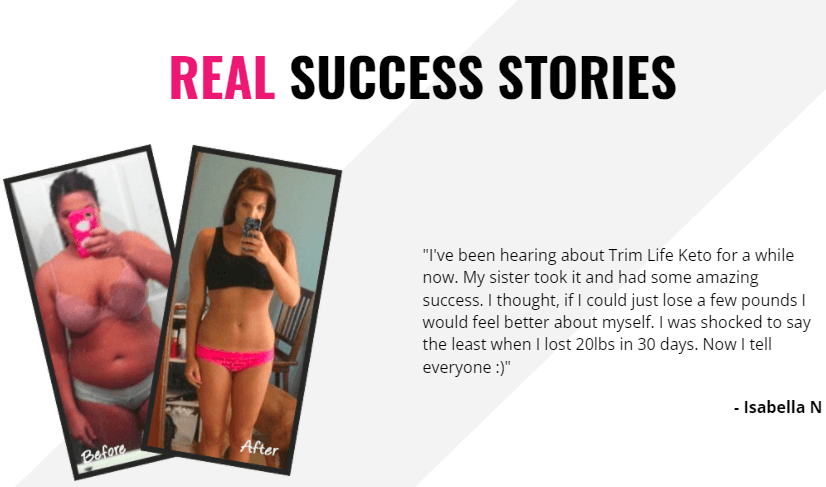 REAL SUCCESS STORIES
"I've been hearing about Trim Life Keto for a while
now. My sister took it and had some amazing
success. I thought, if I could just lose a few pounds I
would feel better about myself. I was shocked to say
the least when I lost 20lbs in 30 days. Now I tell
everyone :)"
- Isabella N
Before
After